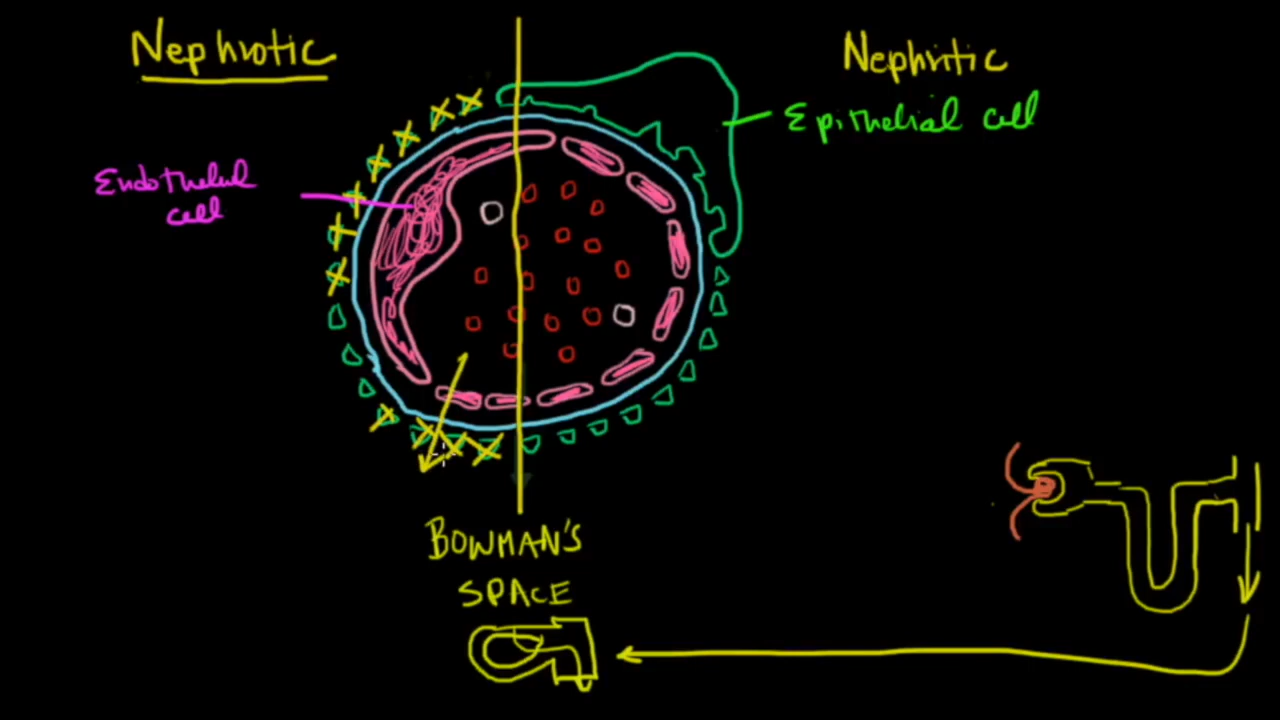 Nephrotic
Nephritic
Epithelial cell
Endothelial
cell
BOWMAN'S
SPACE